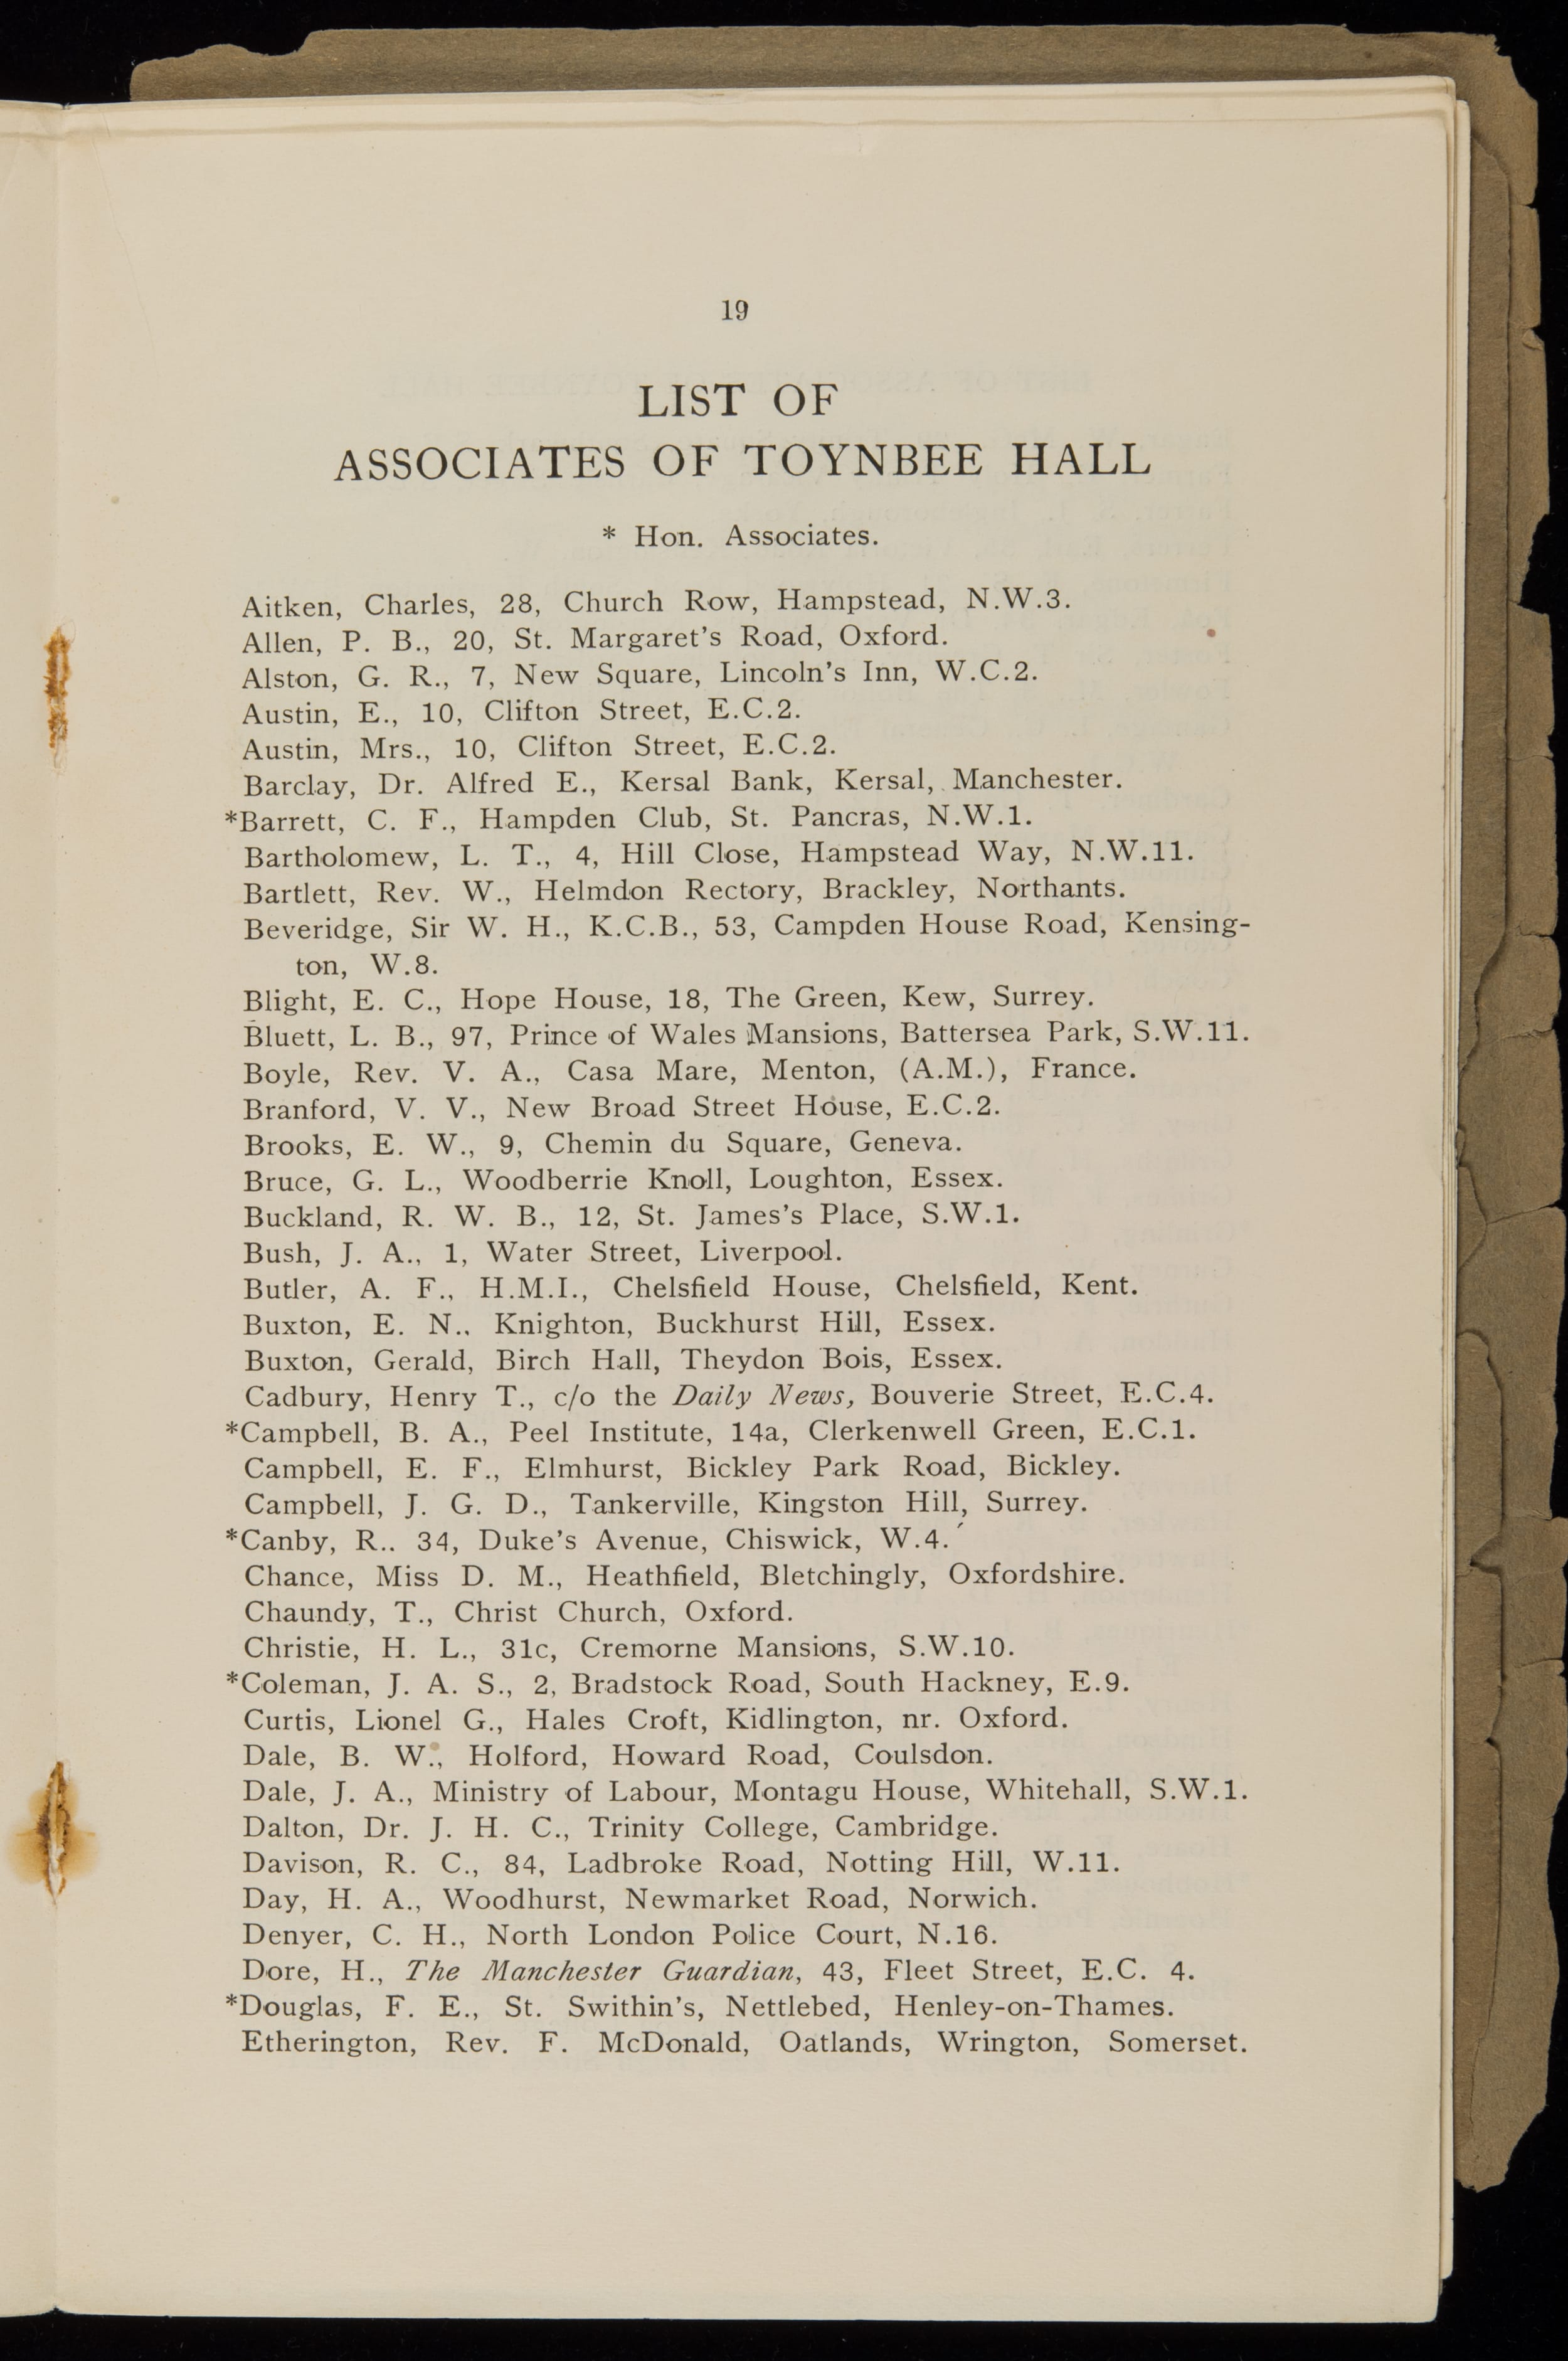 19
LIST OF
ASSOCIATES OF TOYNBEE HALL
* Hon. Associates.
Aitken, Charles, 28, Church Row, Hampstead, N.W.3.
Allen, P. B., 20, St. Margaret's Road, Oxford.
Alston, G. R., 7, New Square, Lincoln's Inn, W.C.2.
Austin, E., 10, Clifton Street, E.C.2.
Austin, Mrs., 10, Clifton Street, E.C.2.
Barclay, Dr. Alfred E., Kersal Bank, Kersal, Manchester.
*Barrett, C. F., Hampden Club, St. Pancras, N.W.1.
Bartholomew, L. T., 4, Hill Close, Hampstead Way, N.W.11.
Bartlett, Rev. W., Helmdon Rectory, Brackley, Northants.
Beveridge, Sir W. H., K.C.B., 53, Campden House Road, Kensing-
ton, W.8.
Blight, E. C., Hope House, 18, The Green, Kew, Surrey.
Bluett, L. B., 97, Prince of Wales Mansions, Battersea Park, S.W.11.
Boyle, Rev. V. A., Casa Mare, Menton, (A.M.), France.
Branford, V. V., New Broad Street House, E.C.2.
Brooks, E. W., 9, Chemin du Square, Geneva.
Bruce, G. L., Woodberrie Knoll, Loughton, Essex.
Buckland, R. W. B., 12, St. James's Place, S.W.1.
Bush, J. A., 1, Water Street, Liverpool.
Butler, A. F., H.M.I., Chelsfield House, Chelsfield, Kent.
Buxton, E. N.. Knighton, Buckhurst Hill, Essex.
Buxton, Gerald, Birch Hall, Theydon Bois, Essex.
Cadbury, Henry T., c/o the Daily News, Bouverie Street, E.C.4.
*Campbell, B. A., Peel Institute, 14a, Clerkenwell Green, E.C.1.
Campbell, E. F., Elmhurst, Bickley Park Road, Bickley.
Campbell, J. G. D., Tankerville, Kingston Hill, Surrey.
*Canby, R.. 34, Duke's Avenue, Chiswick, W.4.
Chance, Miss D. M., Heathfield, Bletchingly, Oxfordshire.
Chaundy, T., Christ Church, Oxford.
Christie, H. L., 31c, Cremorne Mansions, S.W.10.
*Coleman, J. A. S., 2, Bradstock Road, South Hackney, E.9.
Curtis, Lionel G., Hales Croft, Kidlington, nr. Oxford.
Dale, B. W., Holford, Howard Road, Coulsdon.
Dale, J. A., Ministry of Labour, Montagu House, Whitehall, S.W.1.
Dalton, Dr. J. H. C., Trinity College, Cambridge.
Davison, R. C., 84, Ladbroke Road, Notting Hill, W.11.
Day, H. A., Woodhurst, Newmarket Road, Norwich.
Denyer, C. H., North London Police Court, N.16.
Dore, H., The Manchester Guardian, 43, Fleet Street, E.C. 4.
*Douglas, F. E., St. Swithin's, Nettlebed, Henley-on-Thames.
Etherington, Rev. F. McDonald, Oatlands, Wrington, Somerset.